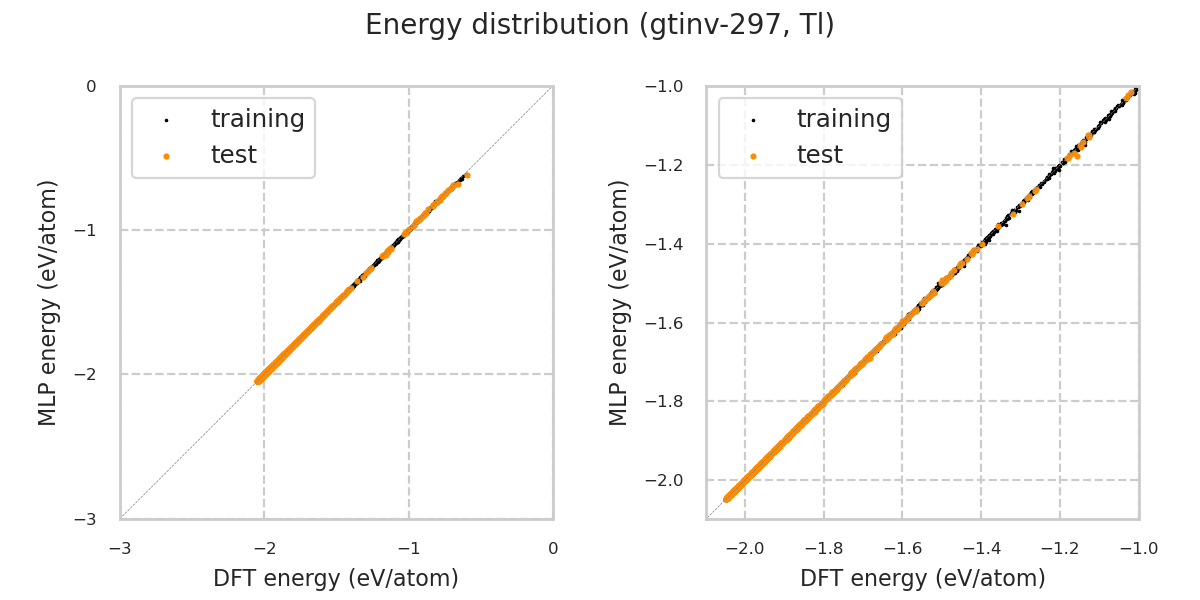 Energy distribution (gtinv-297, Tl)
training
test
0
−1
−2
−3
−3
−2
−1
0
MLP energy (eV/atom)
DFT energy (eV/atom)
training
test
−1.0
−1.2
−1.4
−1.6
−1.8
−2.0
−2.0
−1.8
−1.6
−1.4
−1.2
−1.0
MLP energy (eV/atom)
DFT energy (eV/atom)